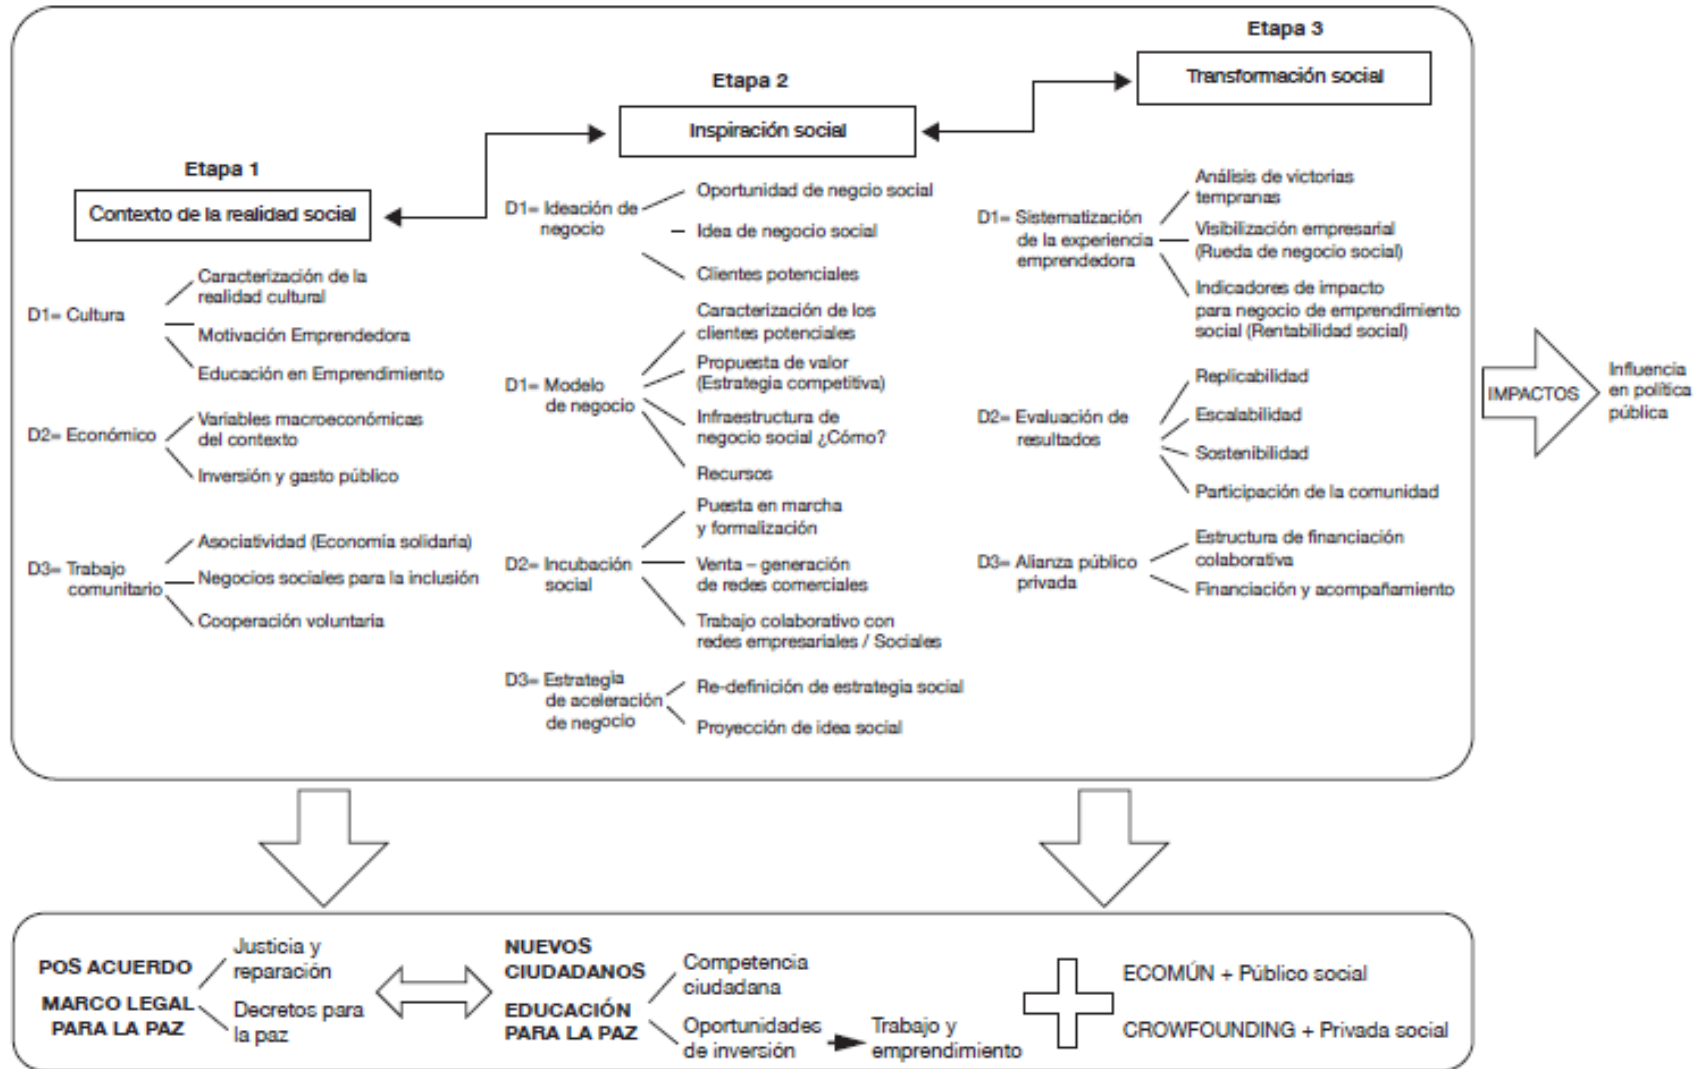 Etapa 1
Contexto de la realidad social
D1= Cultura
Caracterización de la
realidad cultural
Motivación Emprendedora
Educación en Emprendimiento
D2= Económico
Variables macroeconómicas
del contexto
Inversión y gasto público
D3= Trabajo
comunitario
Asociatividad (Economía solidaria)
Negocios sociales para la inclusión
Cooperación voluntaria
Etapa 2
Inspiración social
D1= Ideación de
negocio
Oportunidad de negcio social
Idea de negocio social
Clientes potenciales
D1= Modelo
de negocio
Caracterización de los
clientes potenciales
Propuesta de valor
(Estrategia competitiva)
Infraestructura de
negocio social ¿Cómo?
Recursos
D2= Incubación
social
Puesta en marcha
y formalización
Venta – generación
de redes comerciales
Trabajo colaborativo con
redes empresariales / Sociales
D3= Estrategia
de aceleración
de negocio
Re-definición de estrategia social
Proyección de idea social
Etapa 3
Transformación social
D1= Sistematización
de la experiencia
emprendedora
Análisis de victorias
tempranas
Visibilización empresarial
(Rueda de negocio social)
Indicadores de impacto
para negocio de emprendimiento
social (Rentabilidad social)
D2= Evaluación de
resultados
Replicabilidad
Escalabilidad
Sostenibilidad
Participación de la comunidad
D3= Alianza público
privada
Estructura de financiación
colaborativa
Financiación y acompañamiento
IMPACTOS
Influencia
en política
pública
POS ACUERDO
MARCO LEGAL
PARA LA PAZ
Justicia y
reparación
Decretos para
la paz
NUEVOS
CIUDADANOS
EDUCACIÓN
PARA LA PAZ
Competencia
ciudadana
Oportunidades
de inversión
Trabajo y
emprendimiento
ECOMÚN + Público social
CROWFOUNDING + Privada social